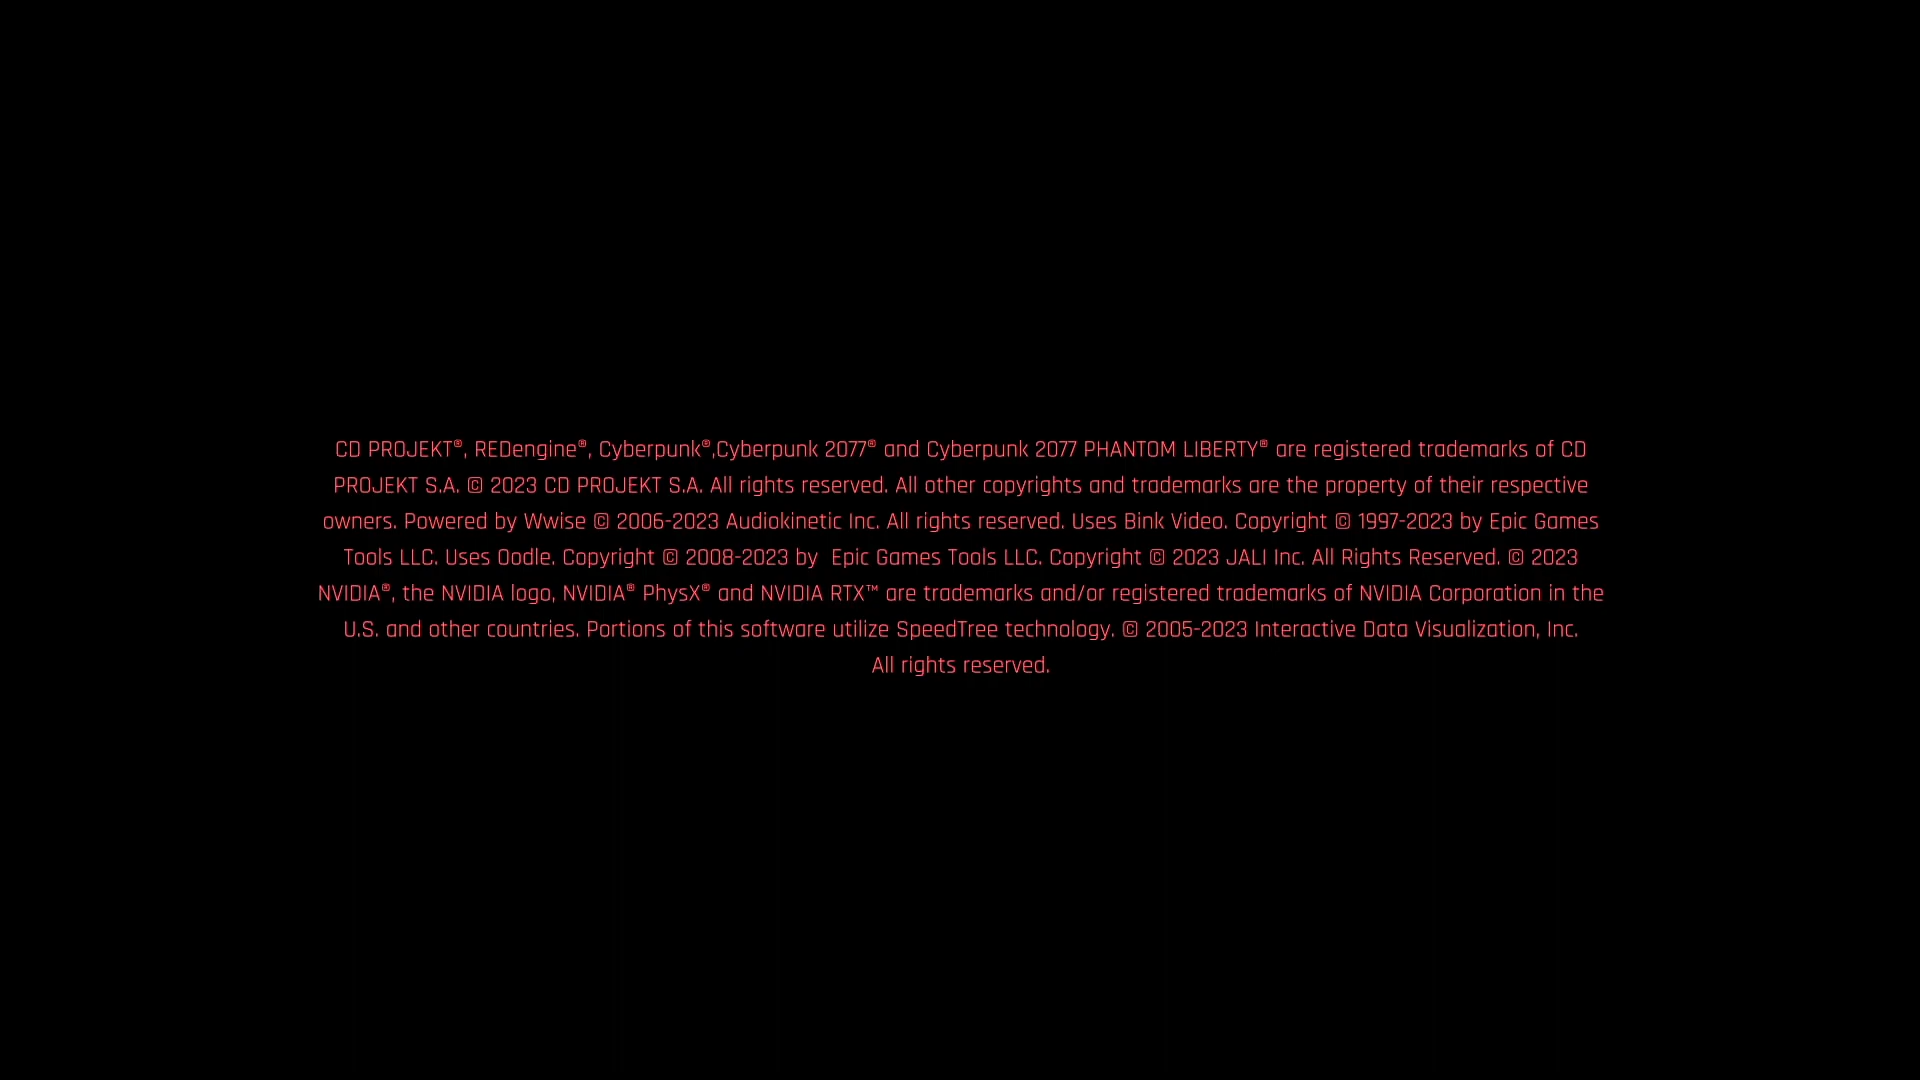 CD PROJEKT®, REDengine®, Cyberpunk®,Cyberpunk 2077® and Cyberpunk 2077 PHANTOM LIBERTY® are registered trademarks of CD
PROJEKT S.A. © 2023 CD PROJEKT S.A. All rights reserved. All other copyrights and trademarks are the property of their respective
owners. Powered by Wwise © 2006-2023 Audiokinetic Inc. All rights reserved. Uses Bink Video. Copyright © 1997-2023 by Epic Games
Tools LLC. Uses Oodle. Copyright © 2008-2023 by  Epic Games Tools LLC. Copyright © 2023 JALI Inc. All Rights Reserved. © 2023
NVIDIA®, the NVIDIA logo, NVIDIA® PhysX® and NVIDIA RTX™ are trademarks and/or registered trademarks of NVIDIA Corporation in the
U.S. and other countries. Portions of this software utilize SpeedTree technology. © 2005-2023 Interactive Data Visualization, Inc.
All rights reserved.